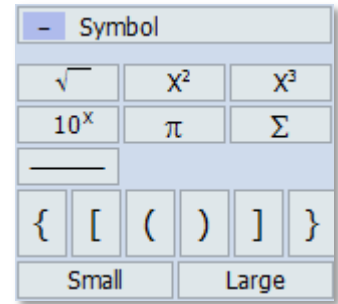 – Symbol
√ X² X³
10ˣ π Σ
{ [ ( ) ] }
Small Large